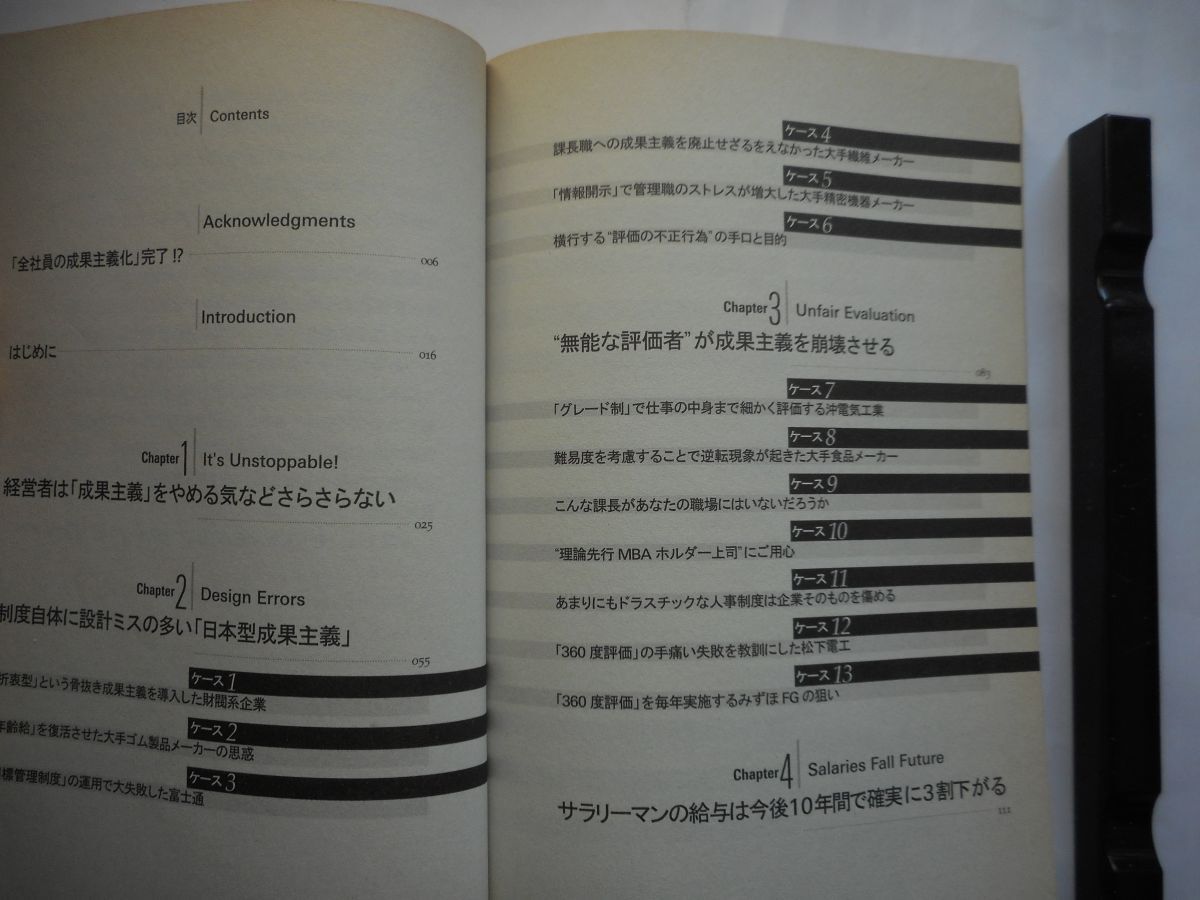 目次 Contents
Acknowledgments
「全社員の成果主義化」完了!? 006
Introduction
はじめに 016
Chapter 1 It's Unstoppable!
経営者は「成果主義」をやめる気などさらさらない
025
Chapter 2 Design Errors
制度自体に設計ミスの多い「日本型成果主義」
055
ケース1
折衷型」という骨抜き成果主義を導入した財閥系企業
ケース2
年齢給」を復活させた大手ゴム製品メーカーの思惑
ケース3
標管理制度」の運用で大失敗した富士通
ケース4
課長職への成果主義を廃止せざるをえなかった大手繊維メーカー
ケース5
「情報開示」で管理職のストレスが増大した大手精密機器メーカー
ケース6
横行する“評価の不正行為”の手口と目的
Chapter 3 Unfair Evaluation
“無能な評価者”が成果主義を崩壊させる
083
ケース7
「グレード制」で仕事の中身まで細かく評価する沖電気工業
ケース8
難易度を考慮することで逆転現象が起きた大手食品メーカー
ケース9
こんな課長があなたの職場にはいないだろうか
ケース10
“理論先行MBAホルダー上司”にご用心
ケース11
あまりにもドラスチックな人事制度は企業そのものを傷める
ケース12
「360度評価」の手痛い失敗を教訓にした松下電工
ケース13
「360度評価」を毎年実施するみずほFGの狙い
Chapter 4 Salaries Fall Future
サラリーマンの給与は今後10年間で確実に3割下がる
111